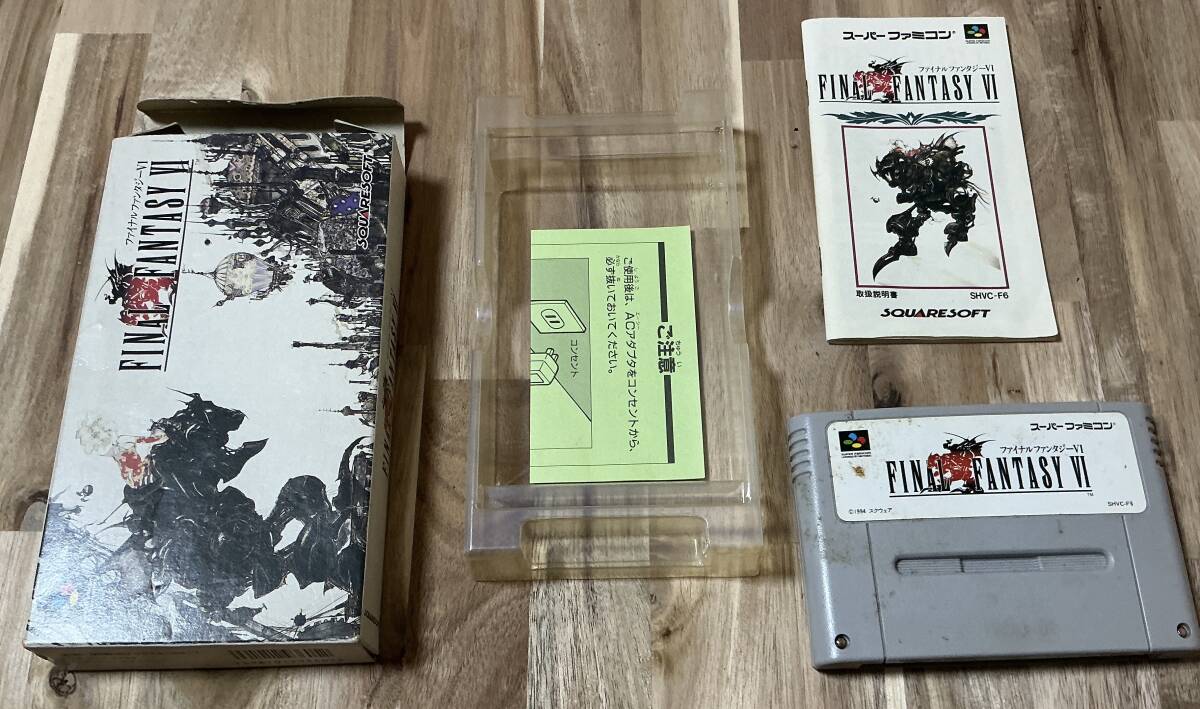 ファイナルファンタジーVI
FINAL FANTASY VI
SQUARESOFT
ご注意
ちゅうい
ご使用後は、ACアダプタをコンセントから、
必ず抜いておいてください。
コンセント
スーパーファミコン
ファイナルファンタジーVI
FINAL FANTASY VI
取扱説明書
SHVC-F6
SQUARESOFT
スーパーファミコン
ファイナルファンタジーVI
FINAL FANTASY VI
TM
©1994 スクウェア
SHVC-F6